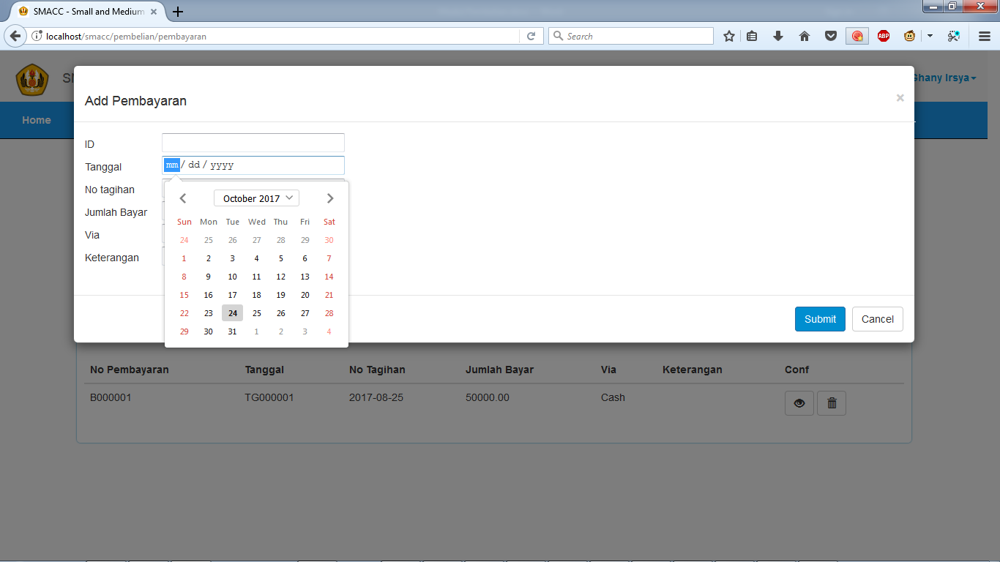 SMACC - Small and Medium
localhost/smacc/pembelian/pembayaran
Search
ABP
Ghany Irsya
Add Pembayaran
×
Home
ID
Tanggal
mm / dd / yyyy
No tagihan
Jumlah Bayar
Via
Keterangan
October 2017
Sun Mon Tue Wed Thu Fri Sat
24 25 26 27 28 29 30
1 2 3 4 5 6 7
8 9 10 11 12 13 14
15 16 17 18 19 20 21
22 23 24 25 26 27 28
29 30 31 1 2 3 4
Submit Cancel
No Pembayaran Tanggal No Tagihan Jumlah Bayar Via Keterangan Conf
B000001 TG000001 2017-08-25 50000.00 Cash